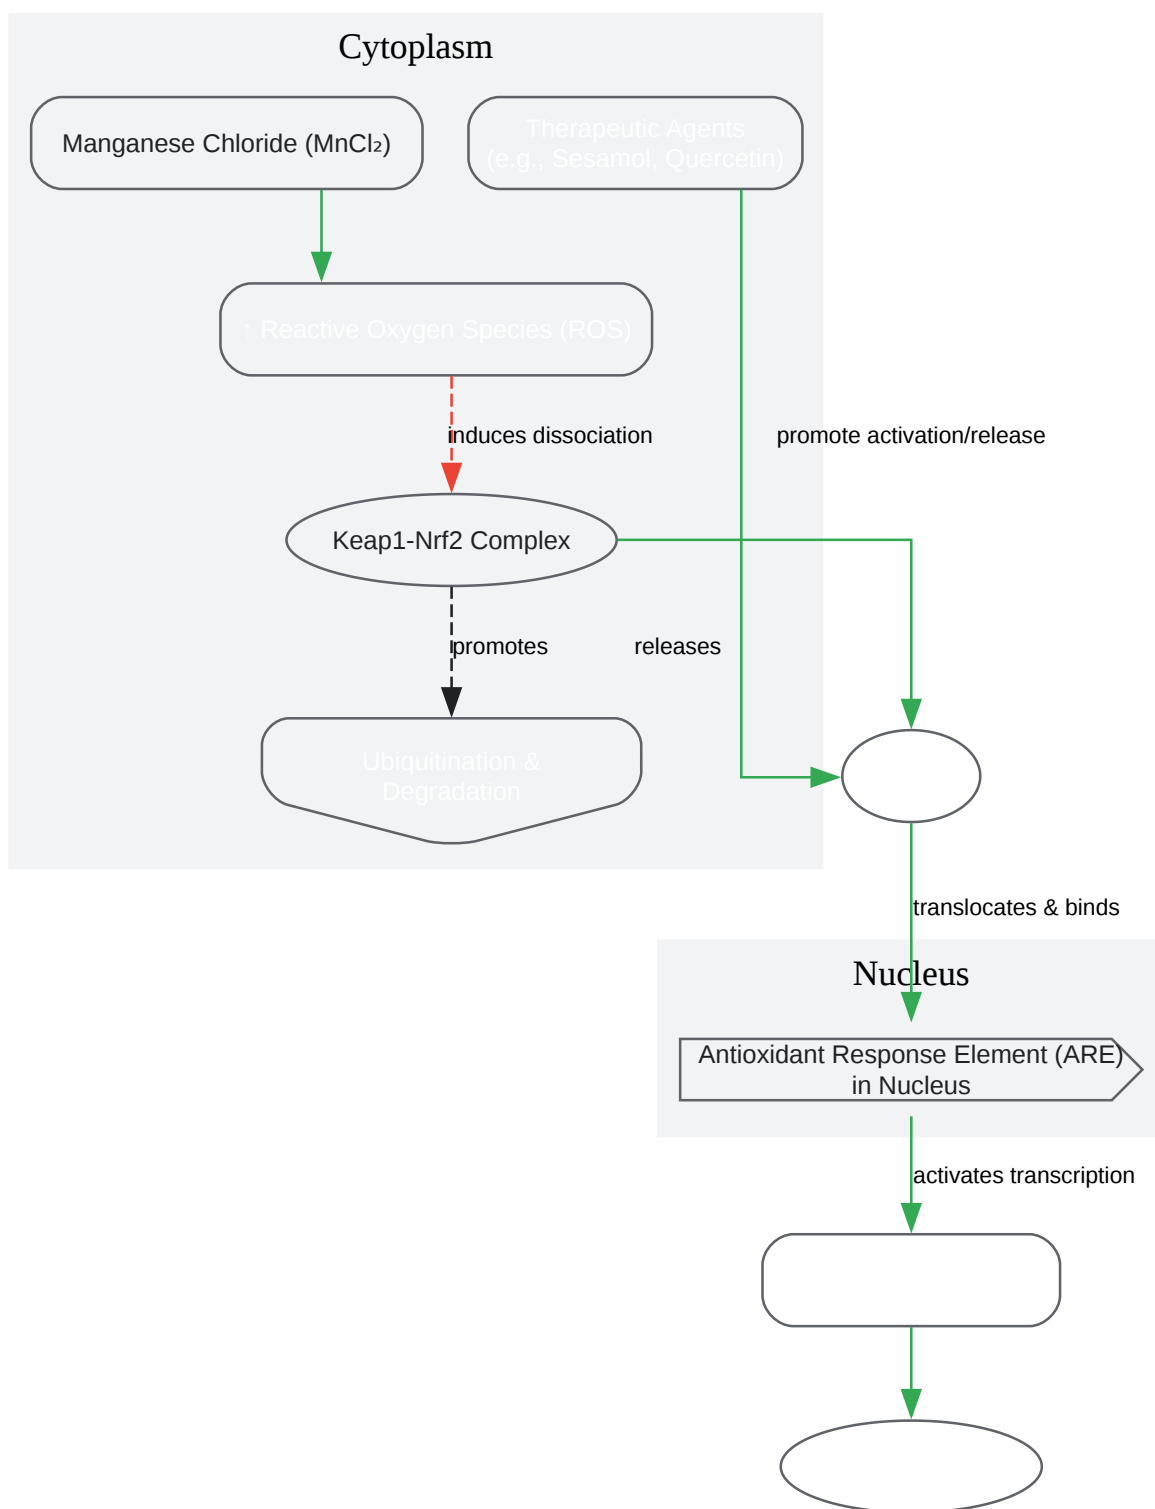 Cytoplasm
Manganese Chloride (MnCl₂)
Therapeutic Agents
(e.g., Sesamol, Quercetin)
↑ Reactive Oxygen Species (ROS)
induces dissociation
promote activation/release
Keap1-Nrf2 Complex
promotes
releases
Ubiquitination &
Degradation
translocates & binds
Nucleus
Antioxidant Response Element (ARE)
in Nucleus
activates transcription